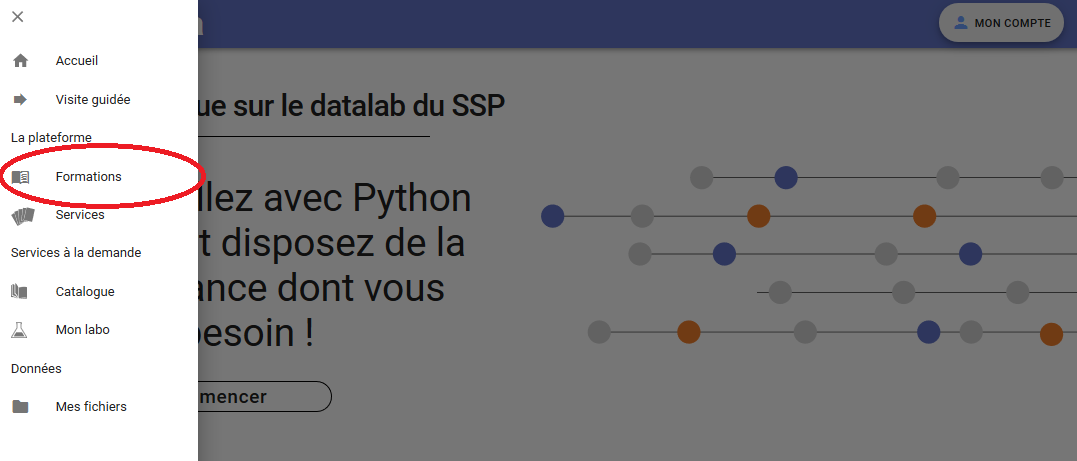 MON COMPTE
Accueil
Visite guidée
La plateforme
Formations
Services
Services à la demande
Catalogue
Mon labo
Données
Mes fichiers
ue sur le datalab du SSP
llez avec Python
t disposez de la
ance dont vous
besoin !
mencer